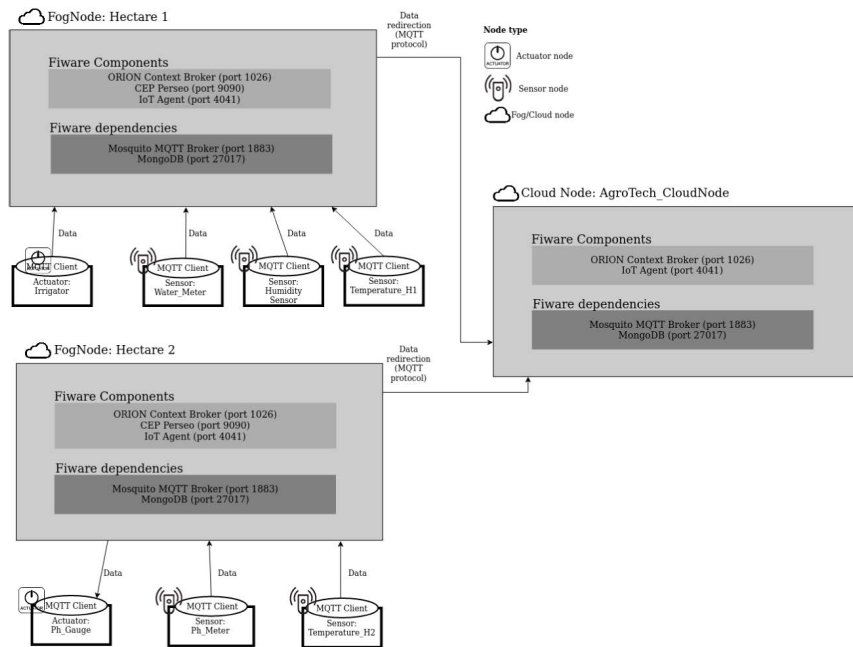 FogNode: Hectare 1
Fiware Components
ORION Context Broker (port 1026)
CEP Perseo (port 9090)
IoT Agent (port 4041)
Fiware dependencies
Mosquito MQTT Broker (port 1883)
MongoDB (port 27017)
Data
redirection
(MQTT
protocol)
Node type
ACTUATOR
Actuator node
Sensor node
Fog/Cloud node
Data
Data
Data
Data
MQTT Client
Actuator:
Irrigator
MQTT Client
Sensor:
Water_Meter
MQTT Client
Sensor:
Humidity
Sensor
MQTT Client
Sensor:
Temperature_H1
Cloud Node: AgroTech_CloudNode
Fiware Components
ORION Context Broker (port 1026)
IoT Agent (port 4041)
Fiware dependencies
Mosquito MQTT Broker (port 1883)
MongoDB (port 27017)
FogNode: Hectare 2
Fiware Components
ORION Context Broker (port 1026)
CEP Perseo (port 9090)
IoT Agent (port 4041)
Fiware dependencies
Mosquito MQTT Broker (port 1883)
MongoDB (port 27017)
Data
redirection
(MQTT
protocol)
Data
Data
Data
MQTT Client
Actuator:
Ph_Gauge
MQTT Client
Sensor:
Ph_Meter
MQTT Client
Sensor:
Temperature_H2